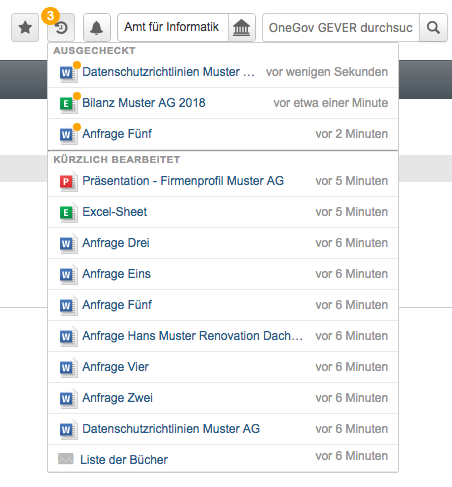 3
Amt für Informatik
OneGov GEVER durchsuc
AUSGECHECKT
Datenschutzrichtlinien Muster ... vor wenigen Sekunden
Bilanz Muster AG 2018 vor etwa einer Minute
Anfrage Fünf vor 2 Minuten
KÜRZLICH BEARBEITET
Präsentation - Firmenprofil Muster AG vor 5 Minuten
Excel-Sheet vor 5 Minuten
Anfrage Drei vor 6 Minuten
Anfrage Eins vor 6 Minuten
Anfrage Fünf vor 6 Minuten
Anfrage Hans Muster Renovation Dach... vor 6 Minuten
Anfrage Vier vor 6 Minuten
Anfrage Zwei vor 6 Minuten
Datenschutzrichtlinien Muster AG vor 6 Minuten
Liste der Bücher vor 6 Minuten